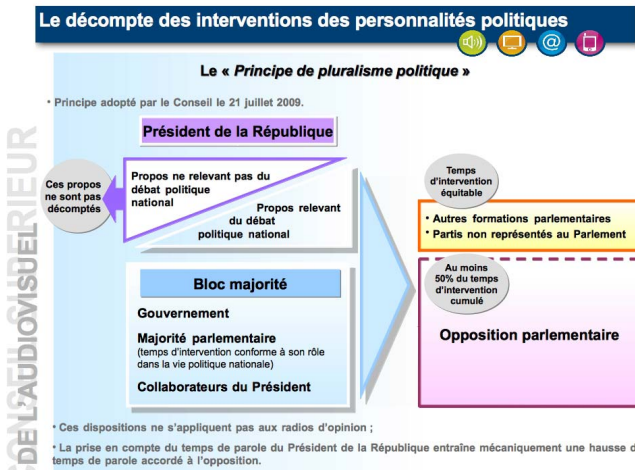 Le décompte des interventions des personnalités politiques
Le « Principe de pluralisme politique »
• Principe adopté par le Conseil le 21 juillet 2009.
Président de la République
Ces propos
ne sont pas
décomptés
Propos ne relevant pas du
débat politique
national
Propos relevant
du débat
politique national
Temps
d'intervention
équitable
• Autres formations parlementaires
• Partis non représentés au Parlement
Bloc majorité
Gouvernement
Majorité parlementaire
(temps d'intervention conforme à son rôle
dans la vie politique nationale)
Collaborateurs du Président
Au moins
50% du temps
d'intervention
cumulé
Opposition parlementaire
• Ces dispositions ne s'appliquent pas aux radios d'opinion ;
• La prise en compte du temps de parole du Président de la République entraîne mécaniquement une hausse d
temps de parole accordé à l'opposition.
CONSEIL SUPÉRIEUR
DE L'AUDIOVISUEL